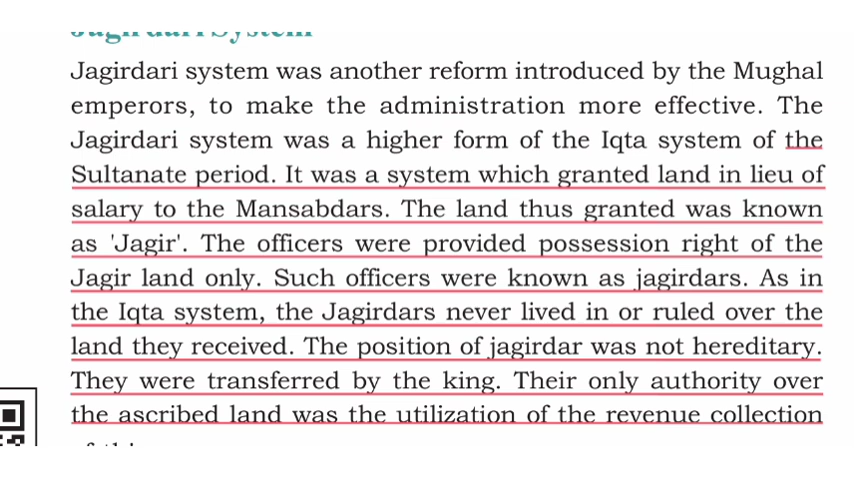 Jagirdari System
Jagirdari system was another reform introduced by the Mughal
emperors, to make the administration more effective. The
Jagirdari system was a higher form of the Iqta system of the
Sultanate period. It was a system which granted land in lieu of
salary to the Mansabdars. The land thus granted was known
as 'Jagir'. The officers were provided possession right of the
Jagir land only. Such officers were known as jagirdars. As in
the Iqta system, the Jagirdars never lived in or ruled over the
land they received. The position of jagirdar was not hereditary.
They were transferred by the king. Their only authority over
the ascribed land was the utilization of the revenue collection